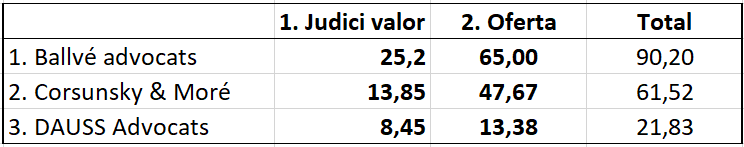 1. Judici valor 2. Oferta Total
1. Ballvé advocats 25,2 65,00 90,20
2. Corsunsky & Moré 13,85 47,67 61,52
3. DAUSS Advocats 8,45 13,38 21,83